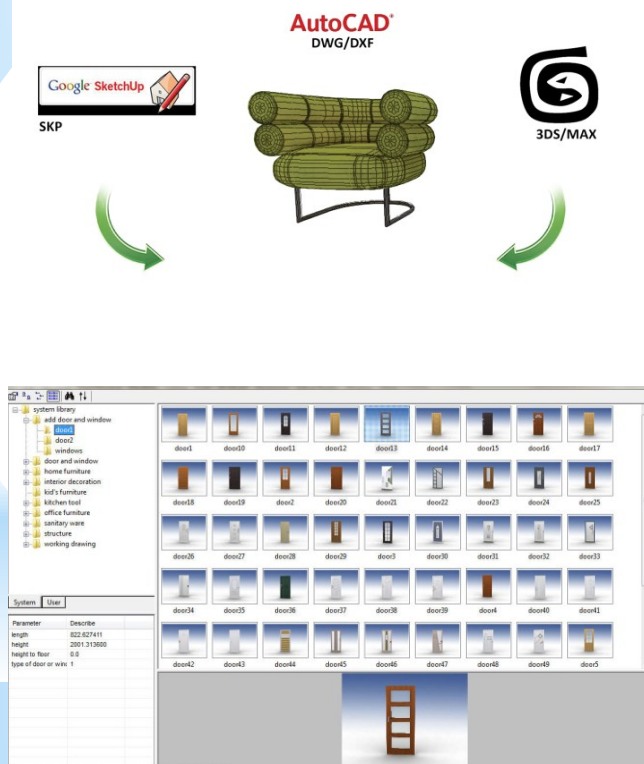 AutoCAD®
DWG/DXF
Google SketchUp
SKP
3DS/MAX
system library
add door and window
door1
door2
windows
door and window
home furniture
interior decoration
kid's furniture
kitchen tool
office furniture
sanitary ware
structure
working drawing
System User
Parameter Describe
length 822.627411
height 2001.313600
height to floor 0.0
type of door or wind 1
door1 door10 door11 door12 door13 door14 door15 door16 door17
door18 door19 door2 door20 door21 door22 door23 door24 door25
door26 door27 door28 door29 door3 door30 door31 door32 door33
door34 door35 door36 door37 door38 door39 door4 door40 door41
door42 door43 door44 door45 door46 door47 door48 door49 door5